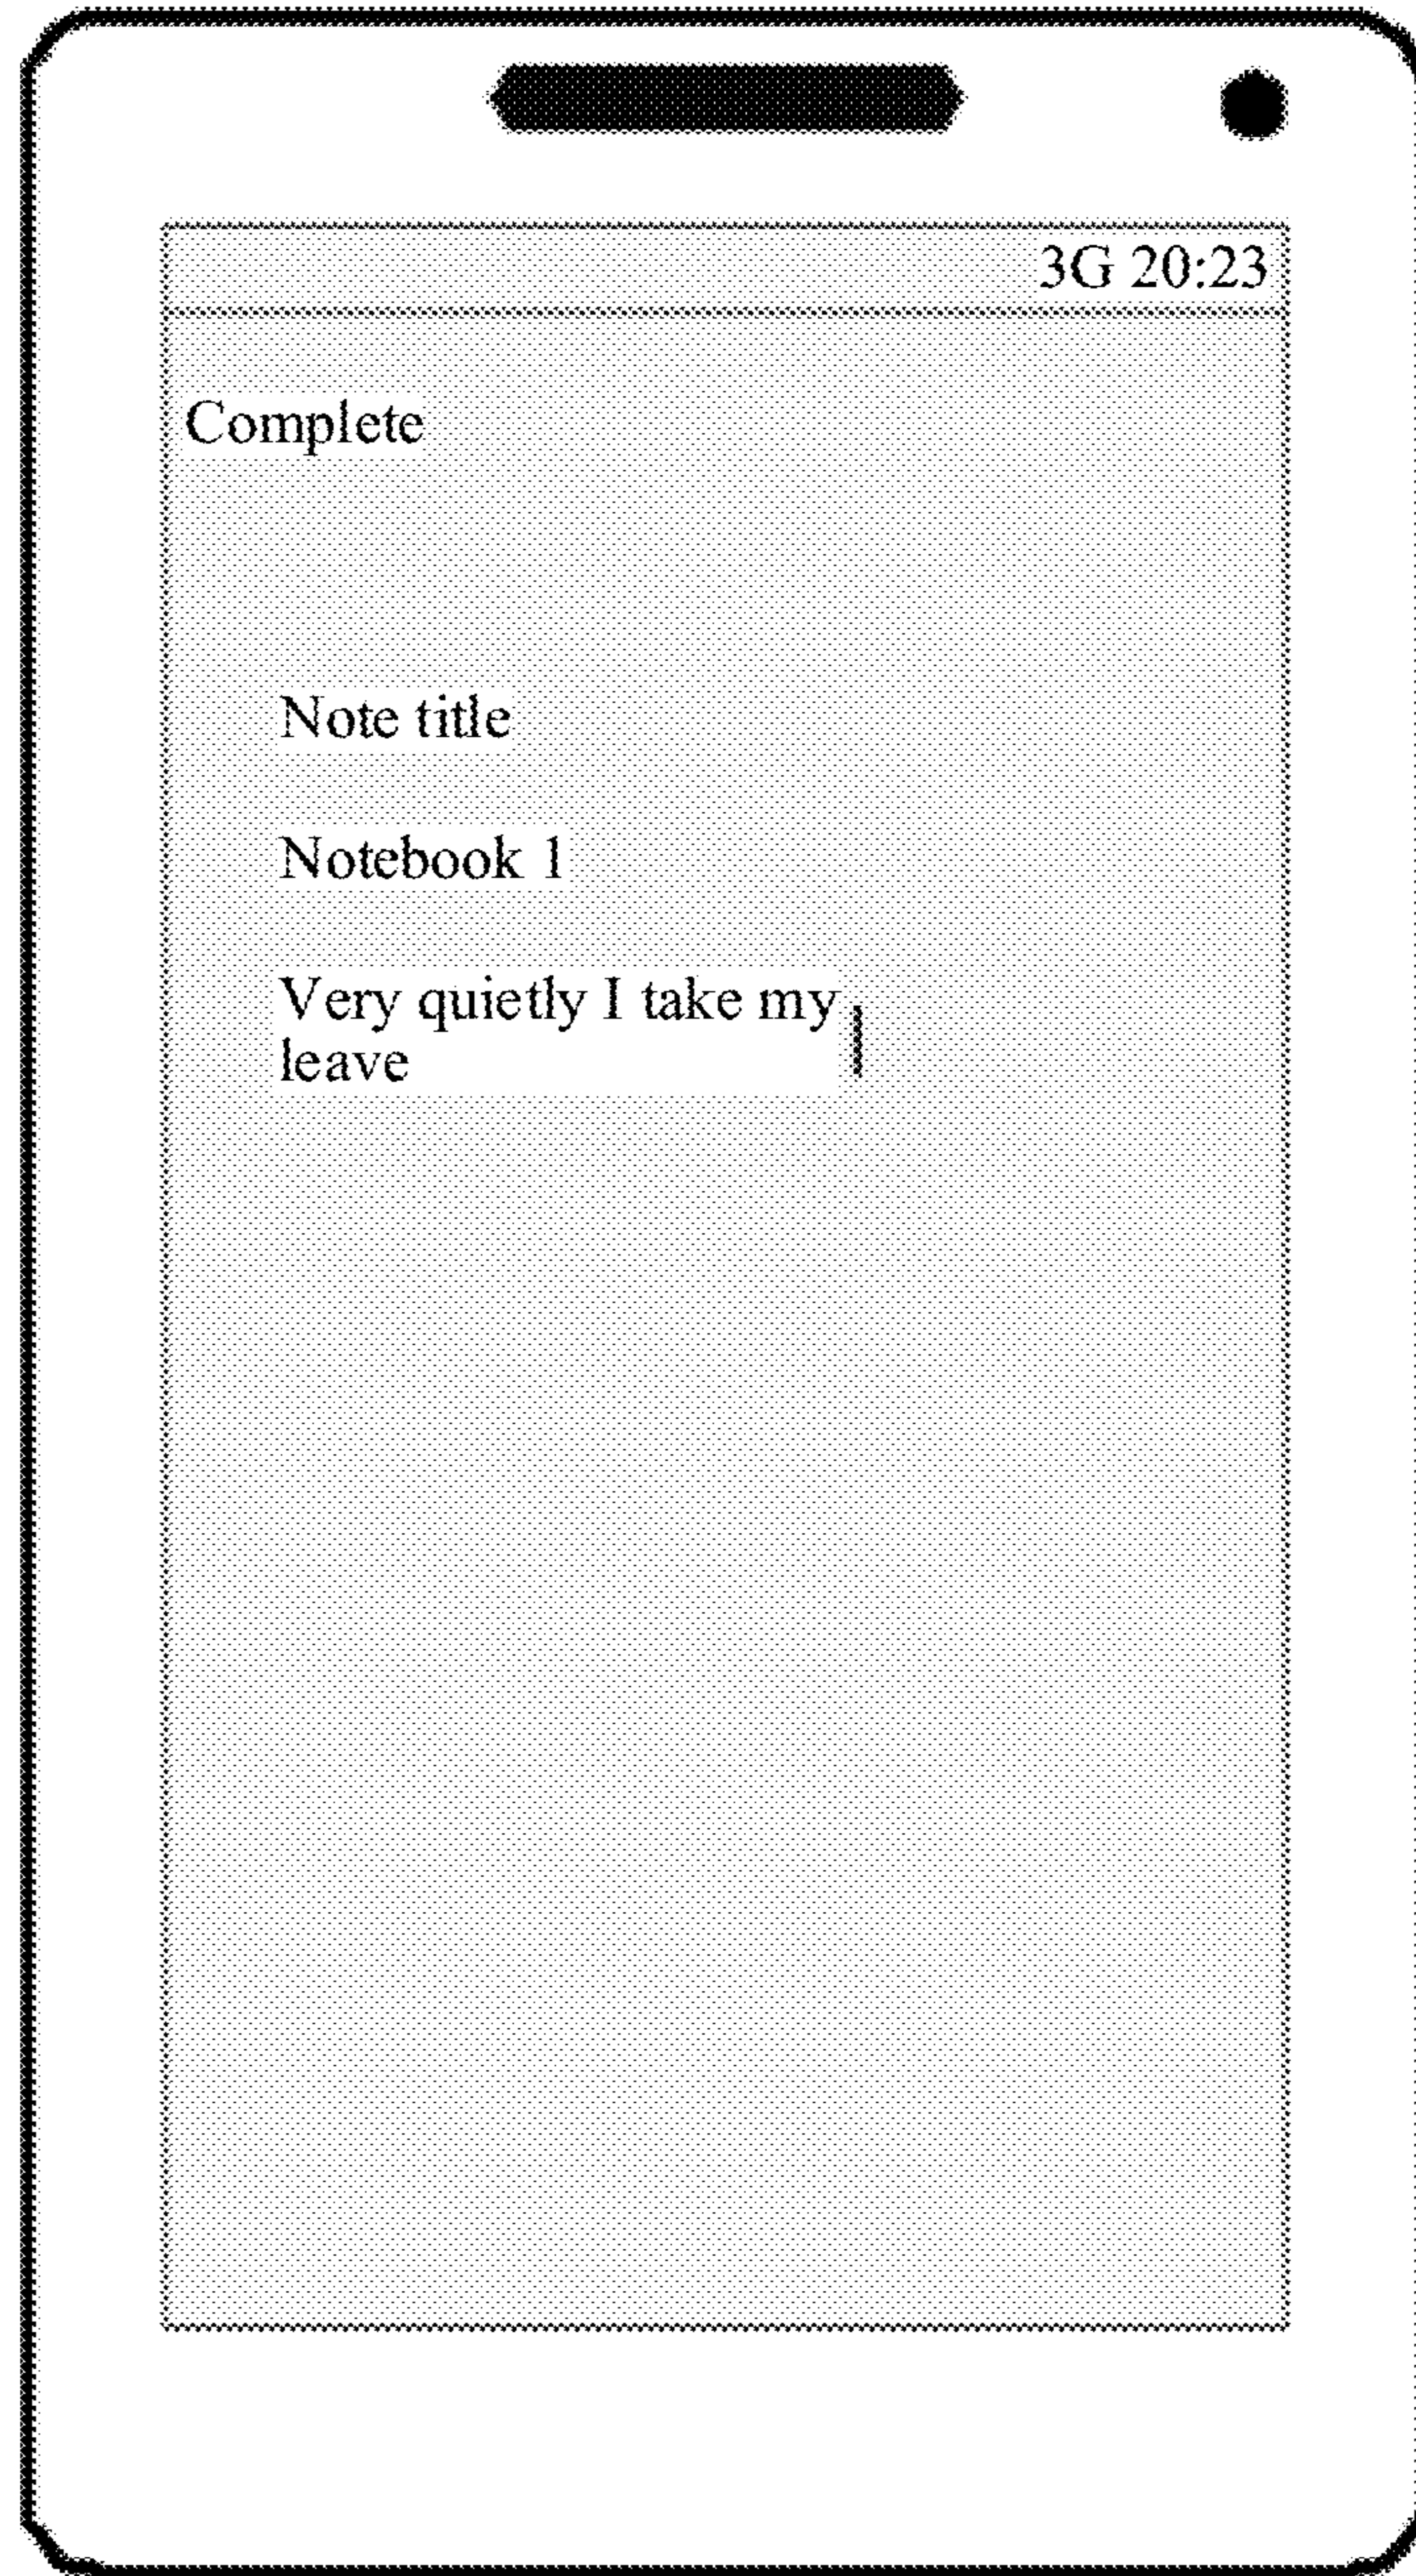 3G 20:23
Complete
Note title
Notebook 1
Very quietly I take my
leave